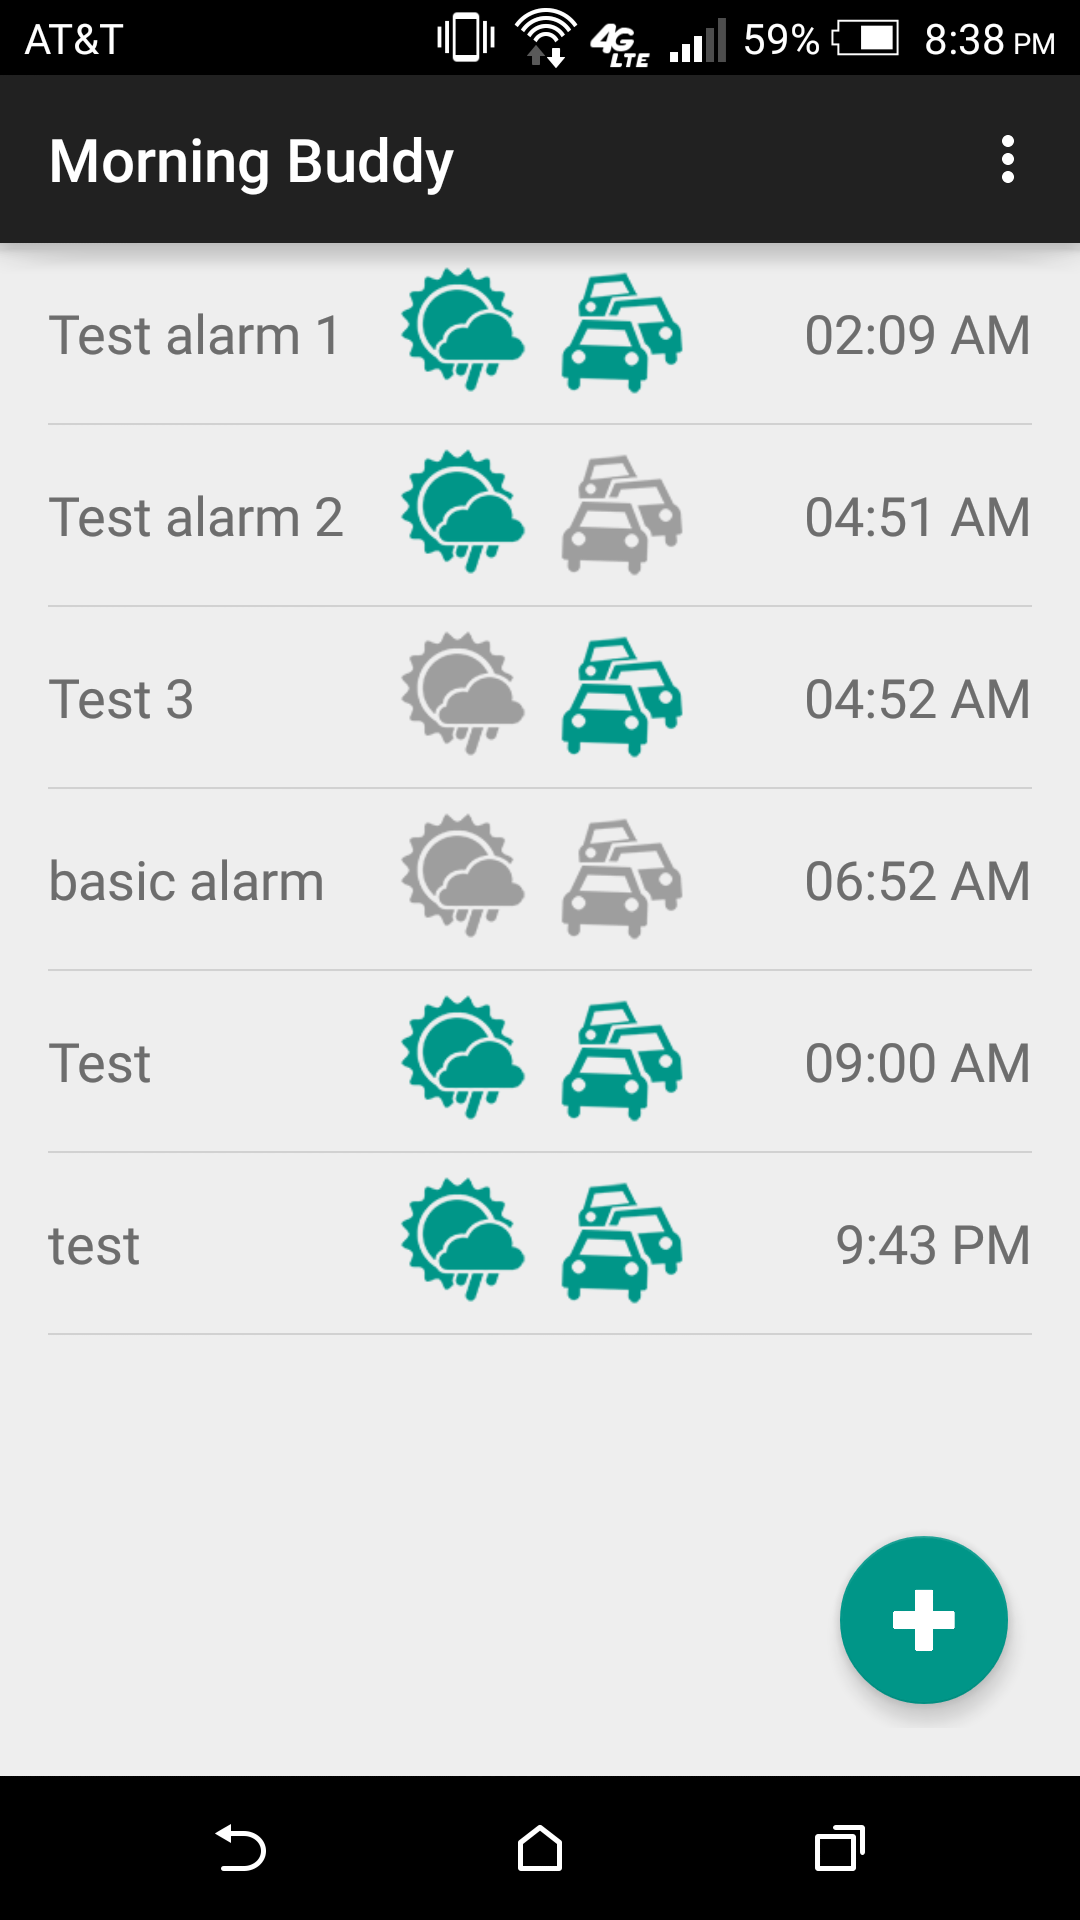 AT&T 4G LTE 59% 8:38 PM
Morning Buddy
Test alarm 1 02:09 AM
Test alarm 2 04:51 AM
Test 3 04:52 AM
basic alarm 06:52 AM
Test 09:00 AM
test 9:43 PM